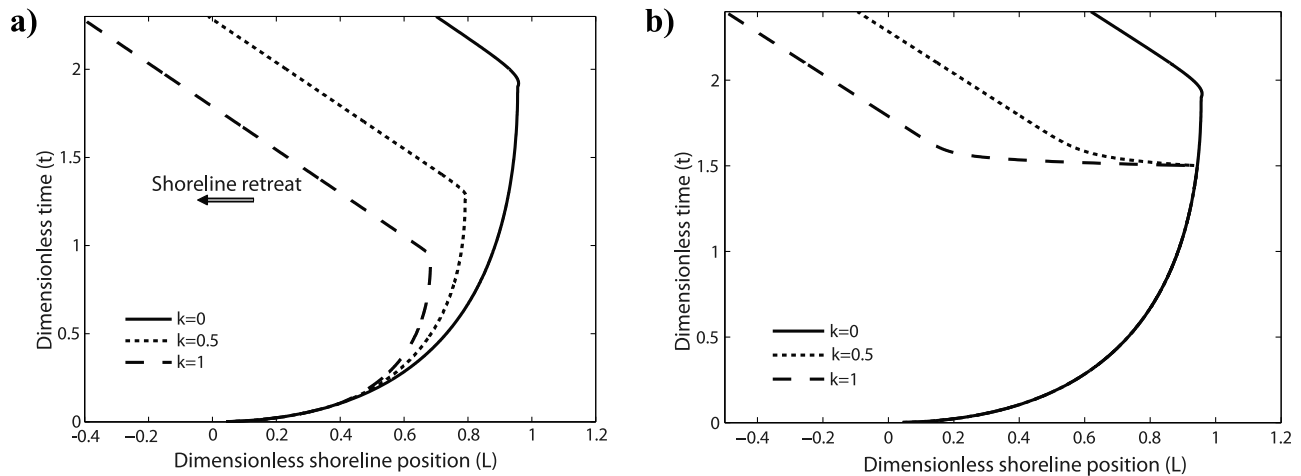 a)
Dimensionless time (t)
2
1.5
1
0.5
0
Shoreline retreat
k=0
k=0.5
k=1
-0.4 -0.2 0 0.2 0.4 0.6 0.8 1 1.2
Dimensionless shoreline position (L)
b)
Dimensionless time (t)
2
1.5
1
0.5
0
k=0
k=0.5
k=1
−0.4 −0.2 0 0.2 0.4 0.6 0.8 1 1.2
Dimensionless shoreline position (L)